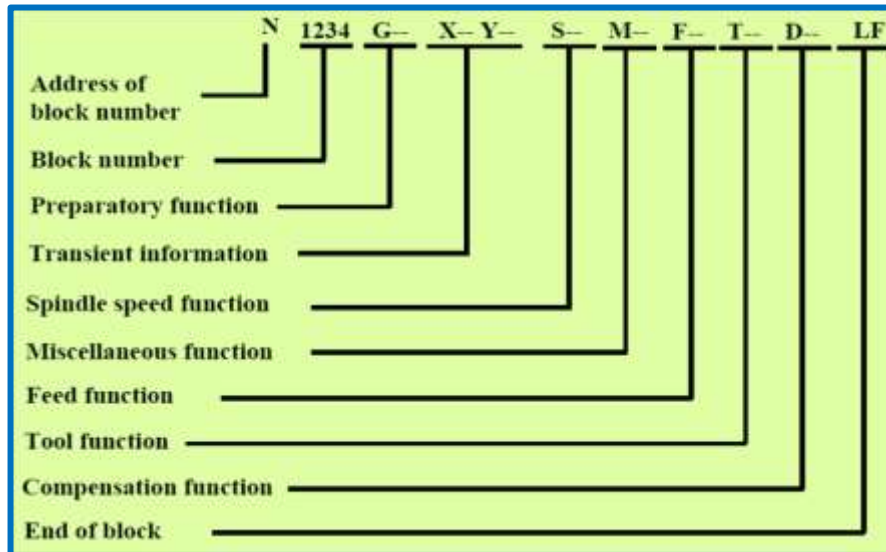 N 1234 G-- X-- Y-- S-- M-- F-- T-- D-- LF
Address of
block number
Block number
Preparatory function
Transient information
Spindle speed function
Miscellaneous function
Feed function
Tool function
Compensation function
End of block